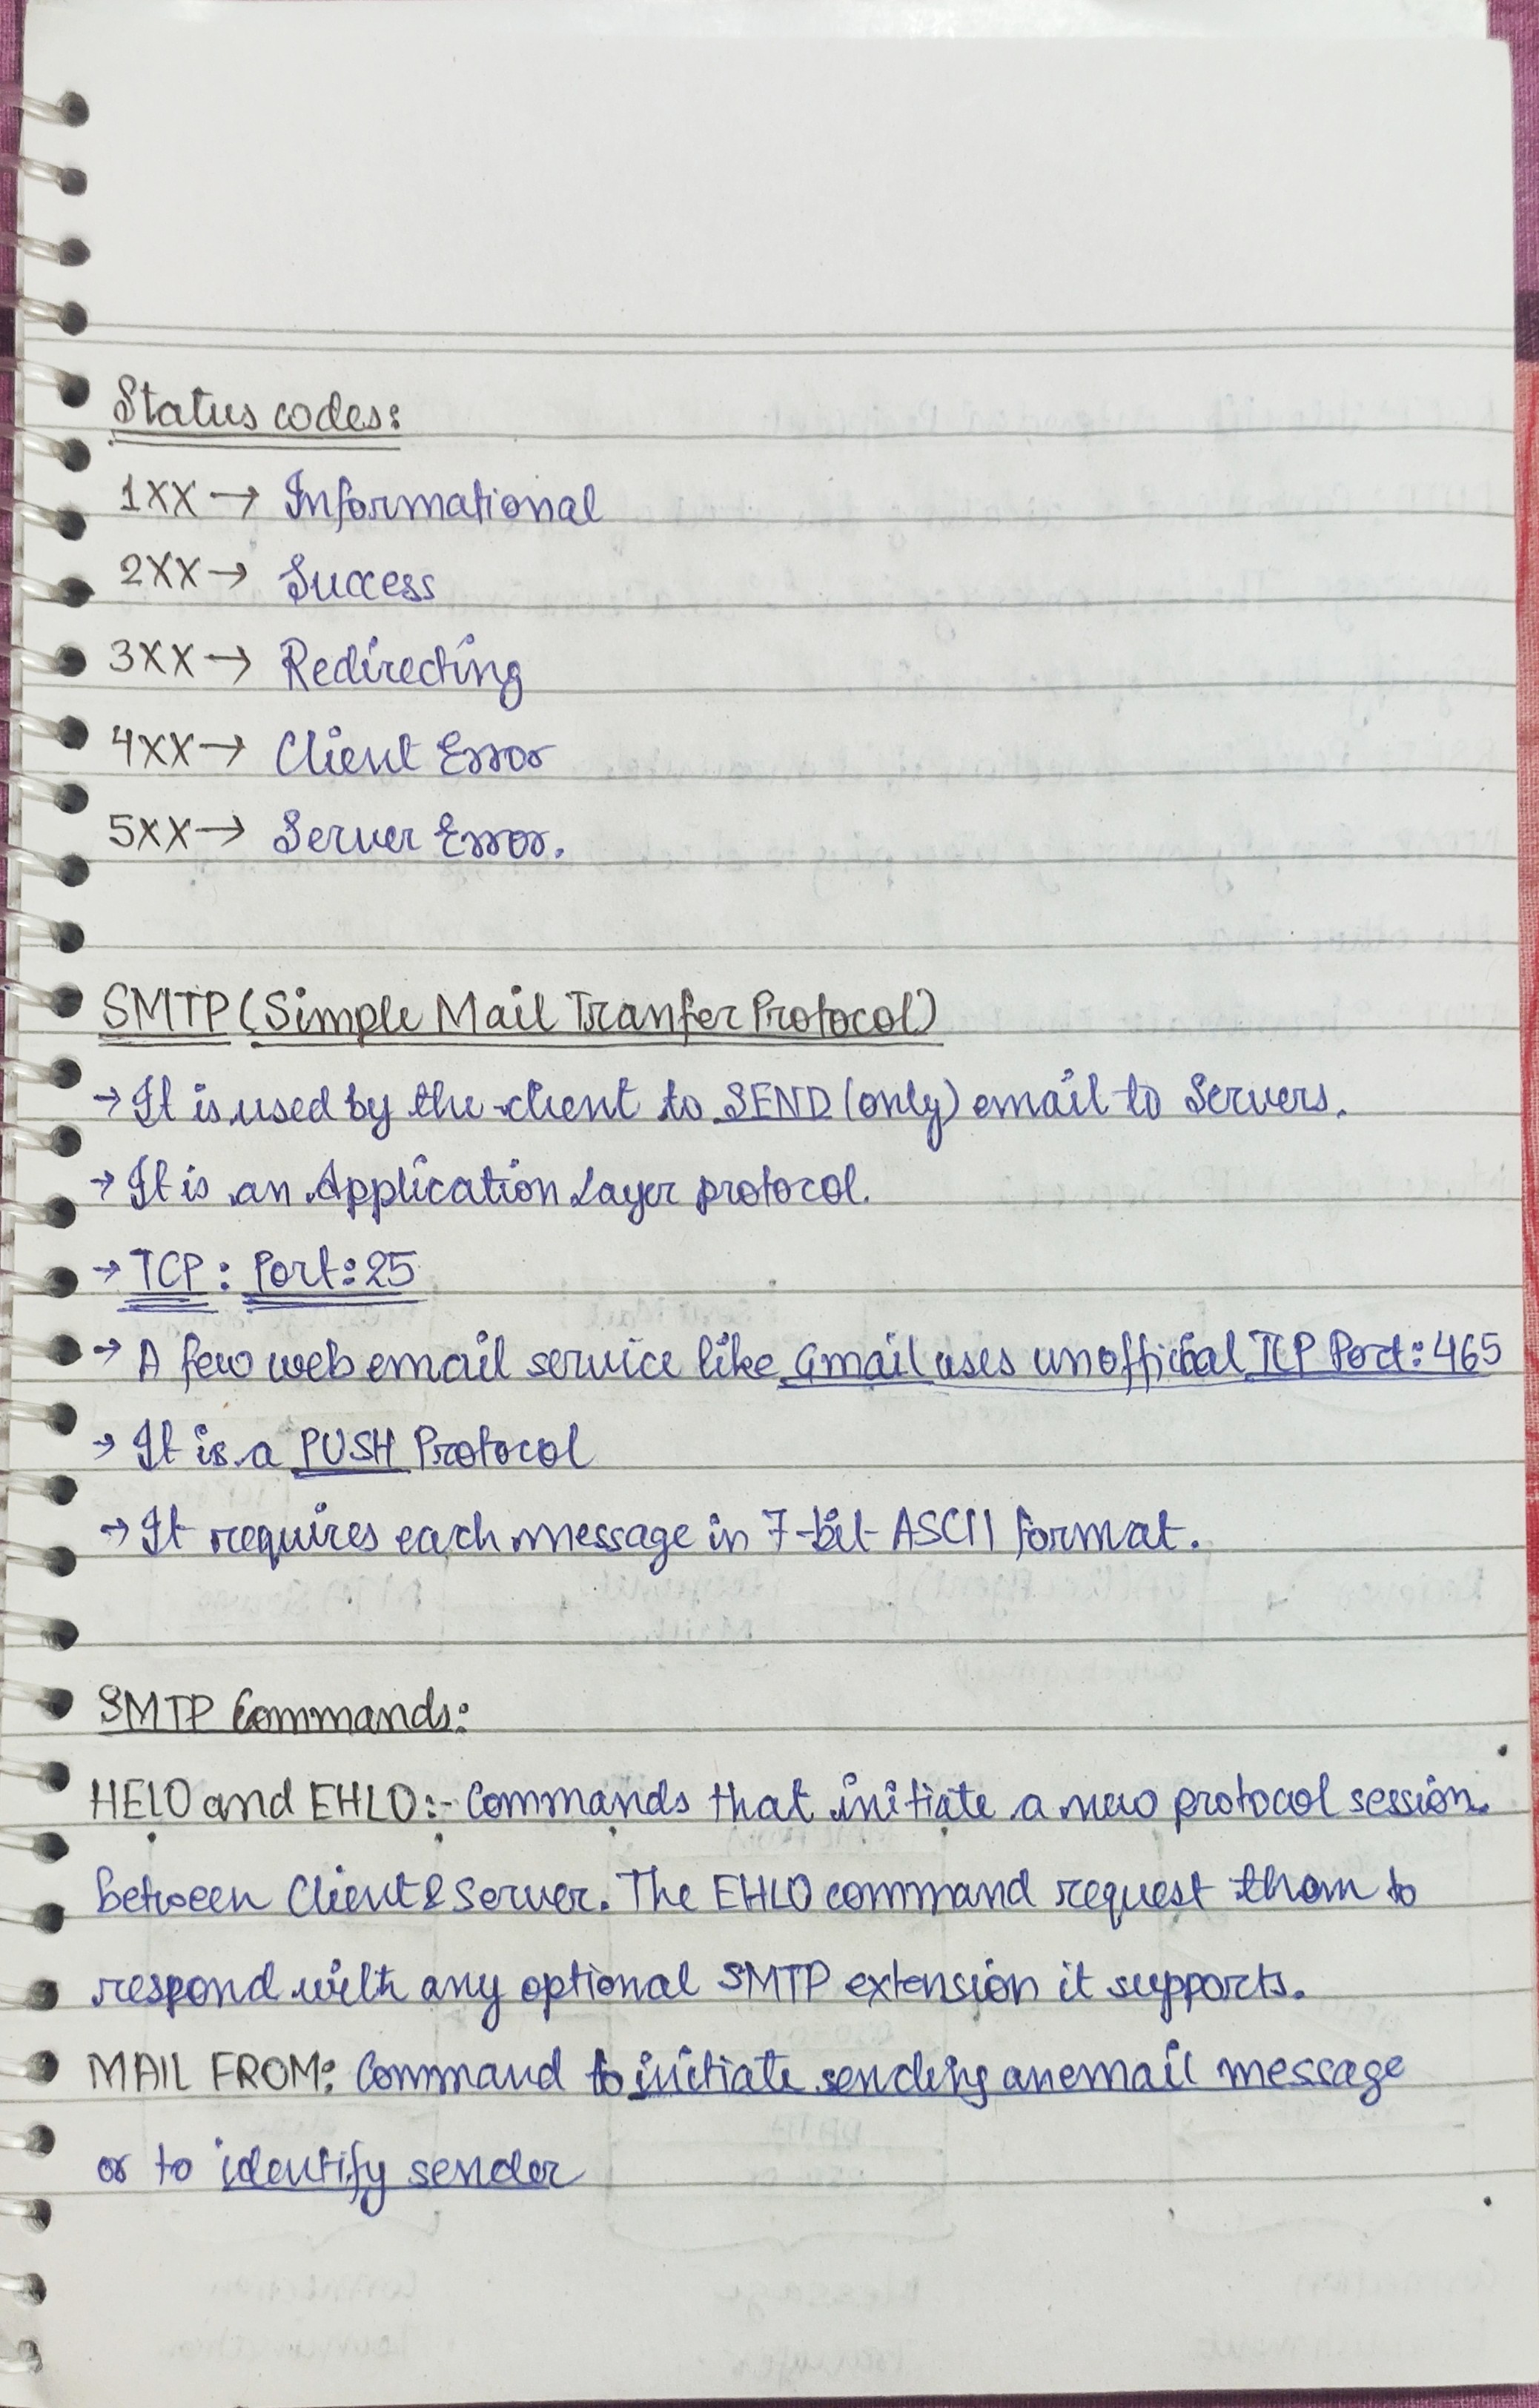 Status codes:
1XX → Informational
2XX → Success
3XX → Redirecting
4XX → Client Error
5XX → Server Error.
SMTP (Simple Mail Tranfer Protocol)
→ It is used by the client to SEND (only) email to Servers.
→ It is an Application Layer protocol.
→ TCP: Port: 25
→ A few web email service like Gmail uses unofficial TCP Port: 465
→ It is a PUSH Protocol
→ It requires each message in 7-bit ASCII format.
SMTP Commands:
HELO and EHLO:- Commands that initiate a new protocol session
between Client & Server. The EHLO command request them to
respond with any optional SMTP extension it supports.
MAIL FROM: Command to initiate sending an email message
or to identify sender